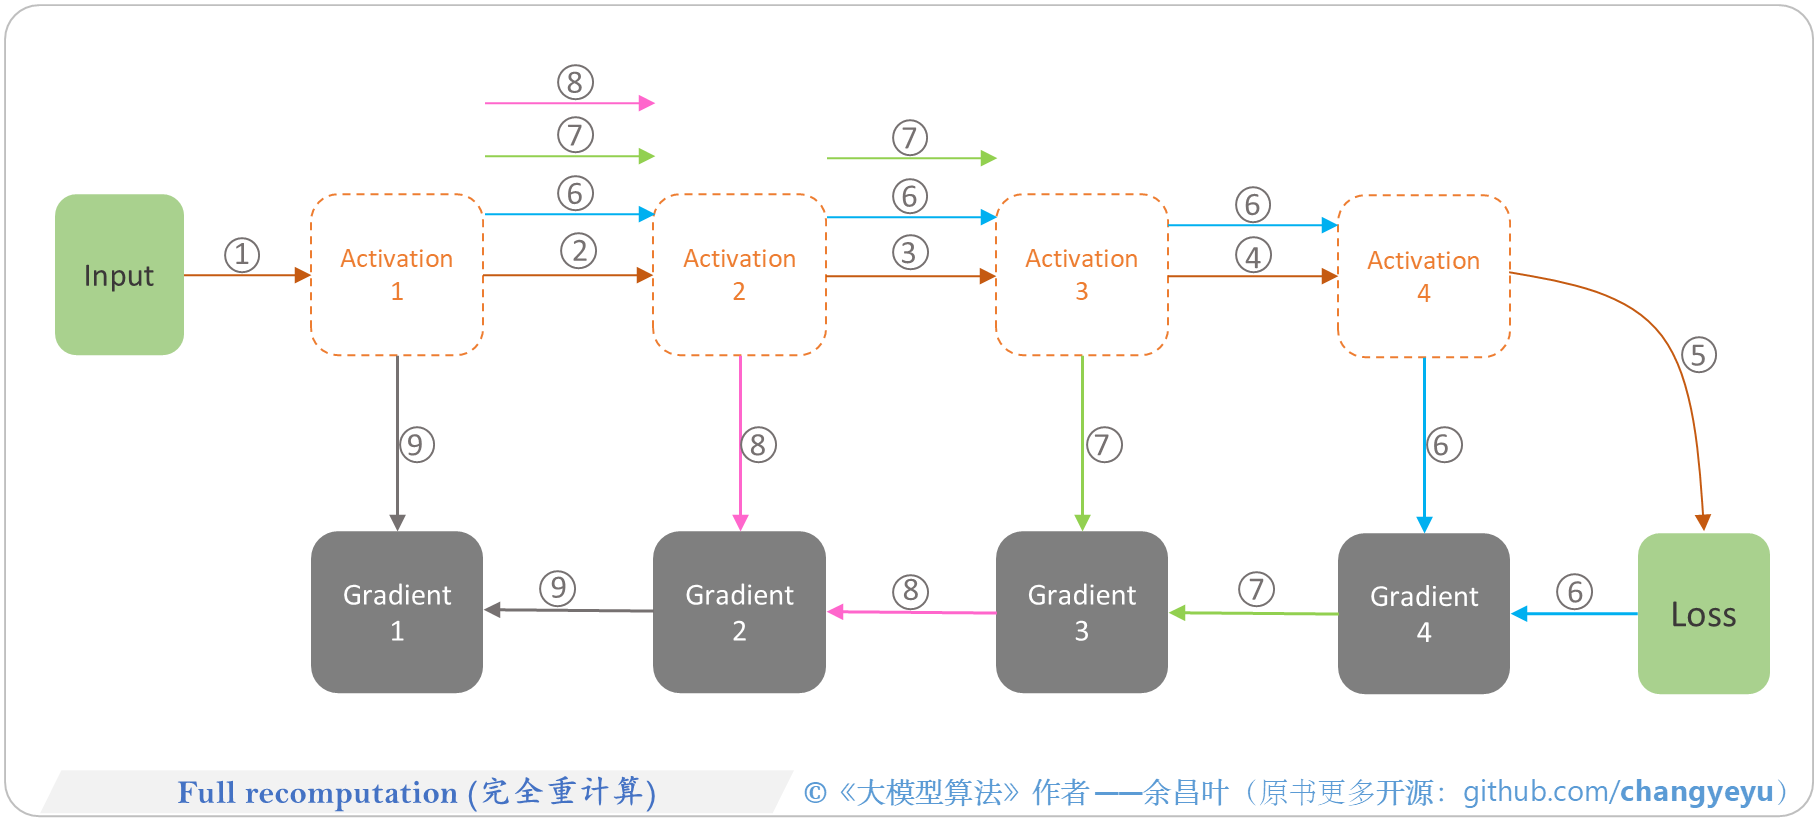 ⑧
⑦
⑦
⑥
⑥
⑥
Input
①
Activation
1
②
Activation
2
③
Activation
3
④
Activation
4
⑤
⑨
⑧
⑦
⑥
Gradient
1
⑨
Gradient
2
⑧
Gradient
3
⑦
Gradient
4
⑥
Loss
Full recomputation (完全重计算)
©《大模型算法》作者——余昌叶（原书更多开源：github.com/changyeyu）